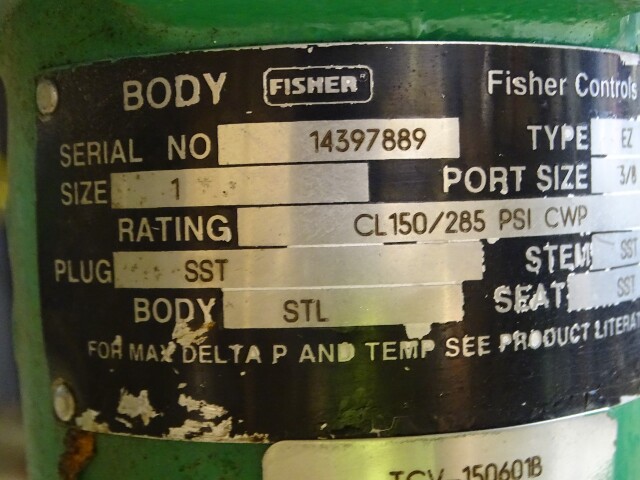 BODY FISHER Fisher Controls
SERIAL NO 14397889 TYPE EZ
SIZE 1 PORT SIZE 3/8
RATING CL150/285 PSI CWP
PLUG SST STEM SST
BODY STL SEAT SST
FOR MAX DELTA P AND TEMP SEE PRODUCT LITERAT
TCV-150601B